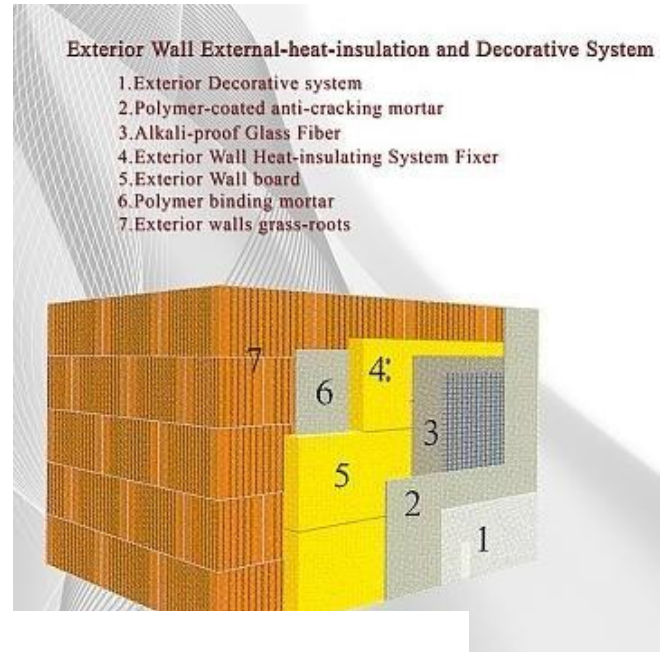 Exterior Wall External-heat-insulation and Decorative System
1.Exterior Decorative system
2.Polymer-coated anti-cracking mortar
3.Alkali-proof Glass Fiber
4.Exterior Wall Heat-insulating System Fixer
5.Exterior Wall board
6.Polymer binding mortar
7.Exterior walls grass-roots
7
4:
6
3
5
2
1